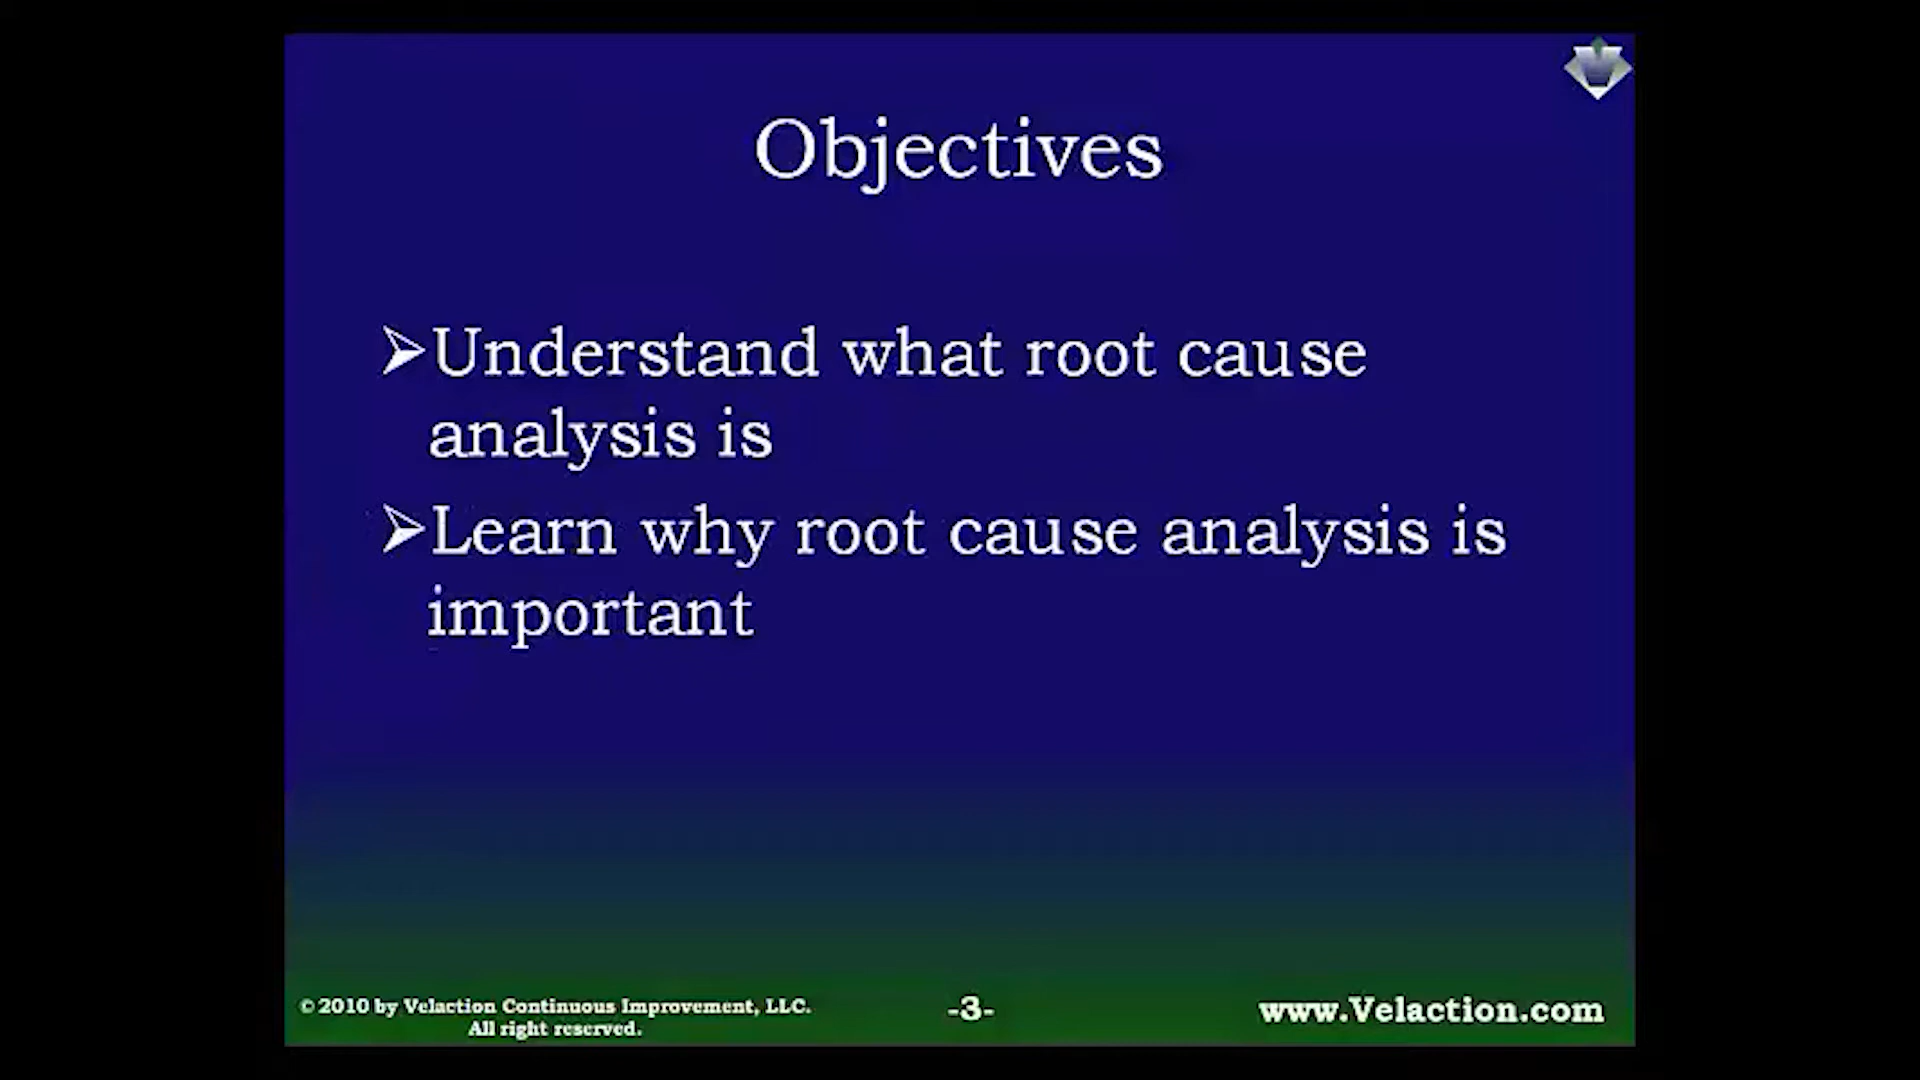 Objectives
➢Understand what root cause
analysis is
➢Learn why root cause analysis is
important
© 2010 by Velaction Continuous Improvement, LLC.
All right reserved.
-3-
www.Velaction.com